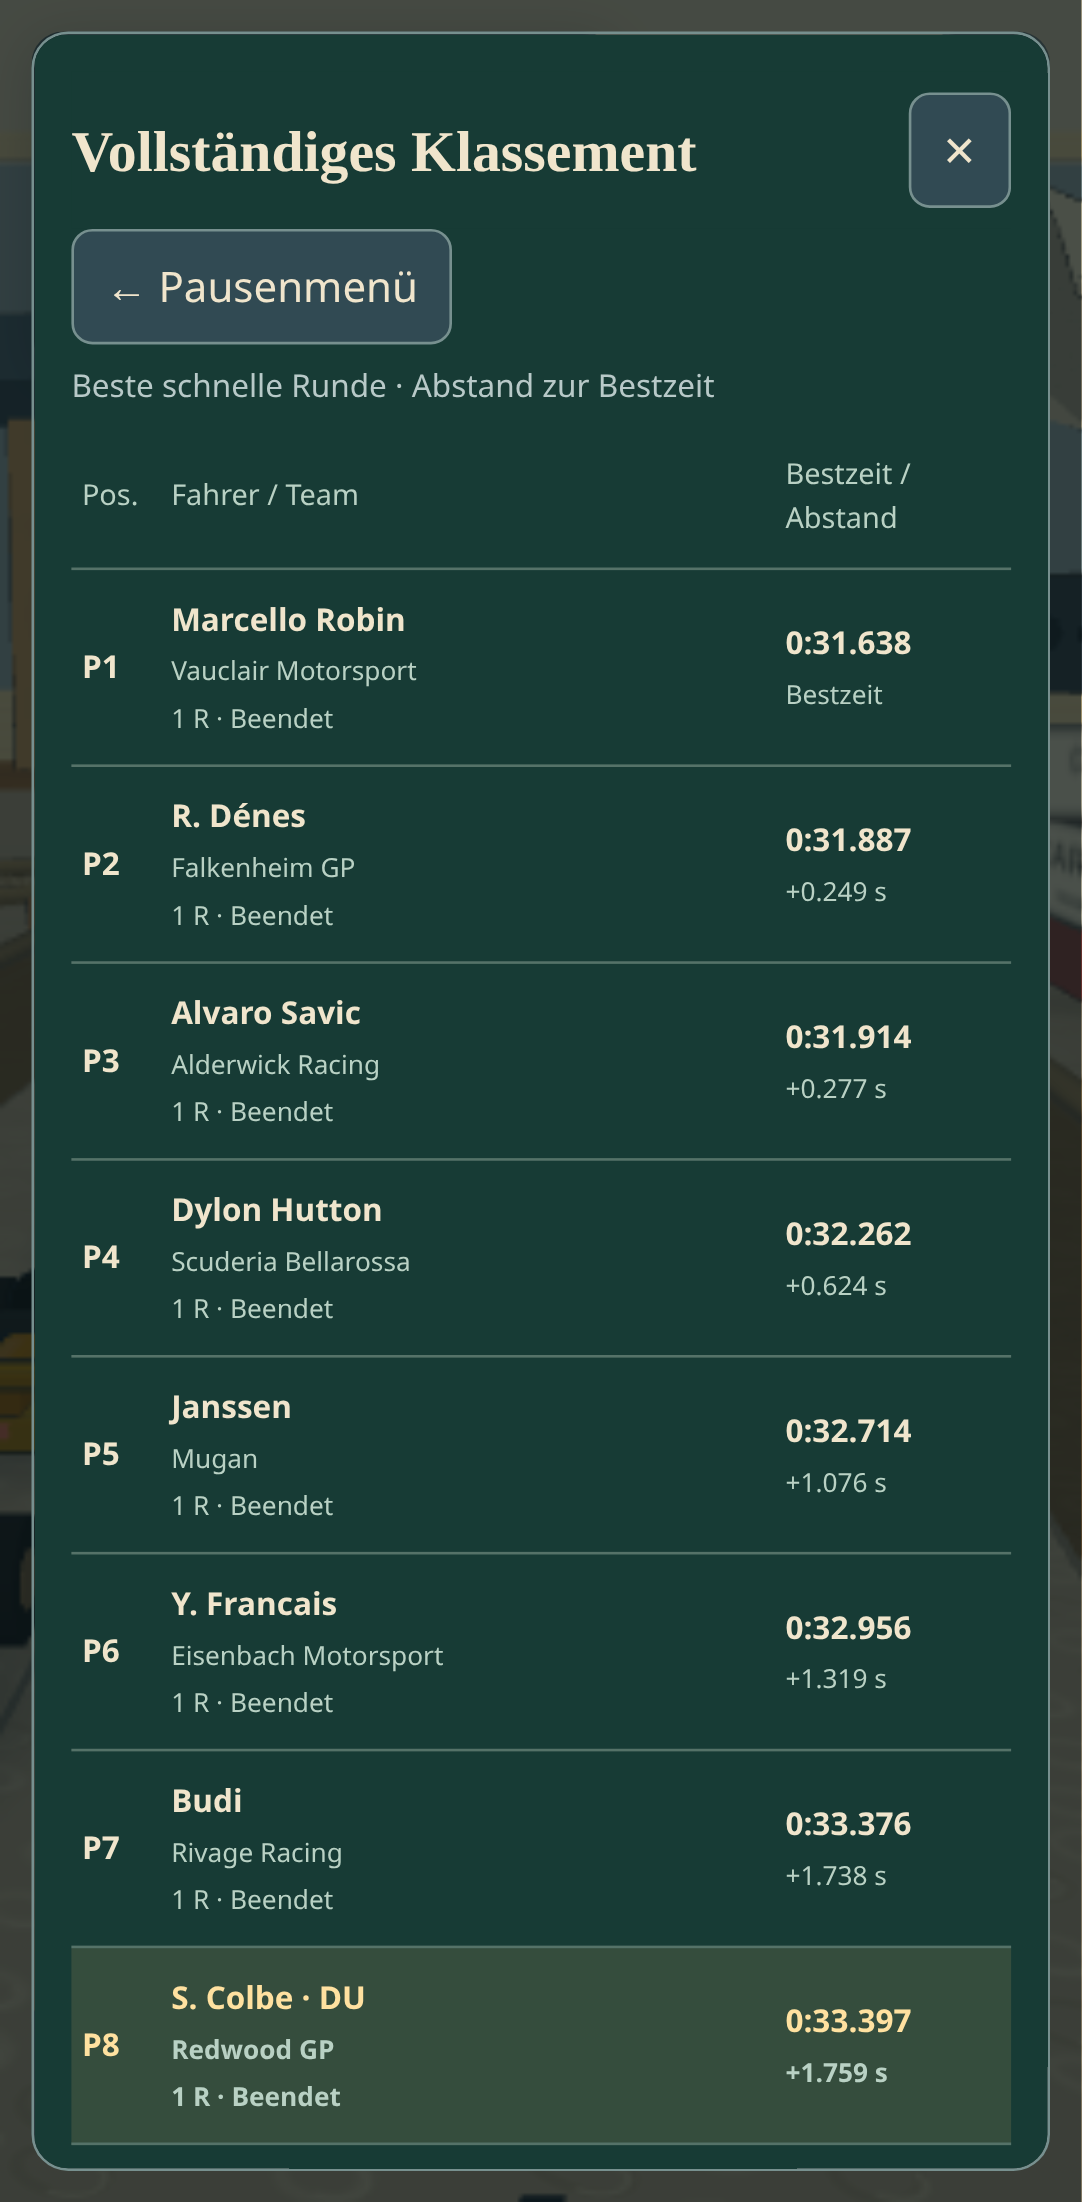 Vollständiges Klassement
×
← Pausenmenü
Beste schnelle Runde · Abstand zur Bestzeit
Pos. Fahrer / Team Bestzeit / Abstand
P1
Marcello Robin
Vauclair Motorsport
1 R · Beendet
0:31.638
Bestzeit
P2
R. Dénes
Falkenheim GP
1 R · Beendet
0:31.887
+0.249 s
P3
Alvaro Savic
Alderwick Racing
1 R · Beendet
0:31.914
+0.277 s
P4
Dylon Hutton
Scuderia Bellarossa
1 R · Beendet
0:32.262
+0.624 s
P5
Janssen
Mugan
1 R · Beendet
0:32.714
+1.076 s
P6
Y. Francais
Eisenbach Motorsport
1 R · Beendet
0:32.956
+1.319 s
P7
Budi
Rivage Racing
1 R · Beendet
0:33.376
+1.738 s
P8
S. Colbe · DU
Redwood GP
1 R · Beendet
0:33.397
+1.759 s